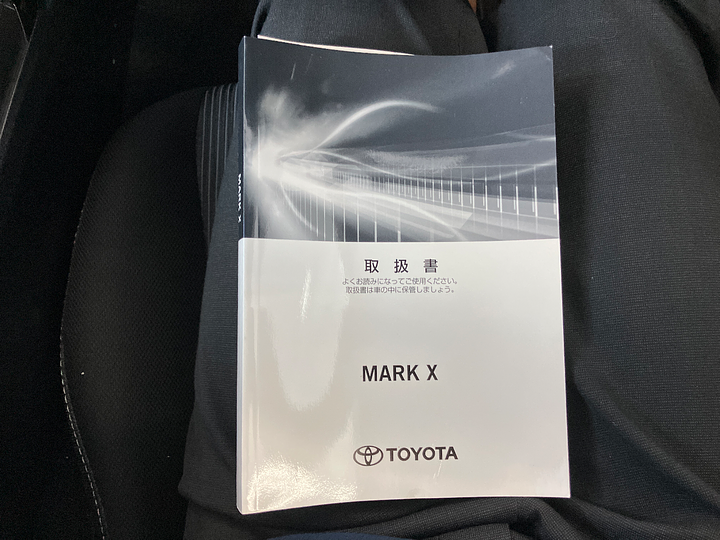 MARK X
取扱書
よくお読みになってご使用ください。
取扱書は車の中に保管しましょう。
MARK X
TOYOTA